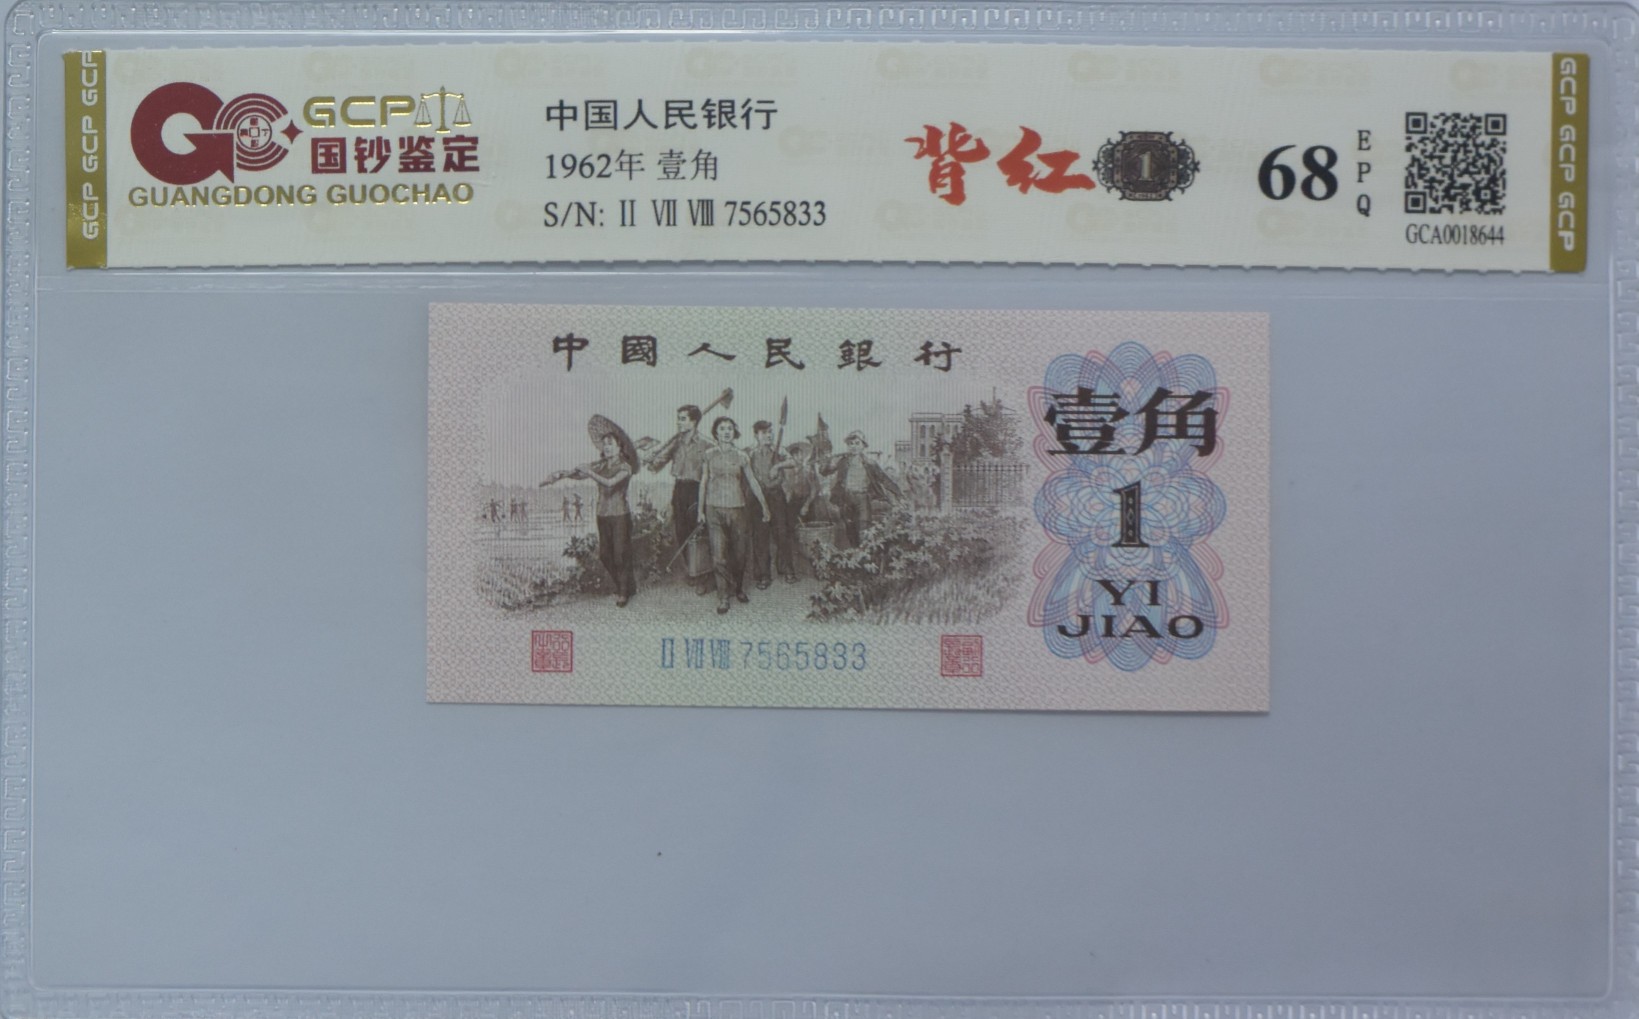 GCP
国钞鉴定
GUANGDONG GUOCHAO
中国人民银行
1962年 壹角
S/N: Ⅱ Ⅶ Ⅷ 7565833
背红
1
68
EPQ
GCA0018644
GCP GCP GCP
GCP GCP GCP
中國人民銀行
壹角
1
YI
JIAO
Ⅱ Ⅶ Ⅷ 7565833